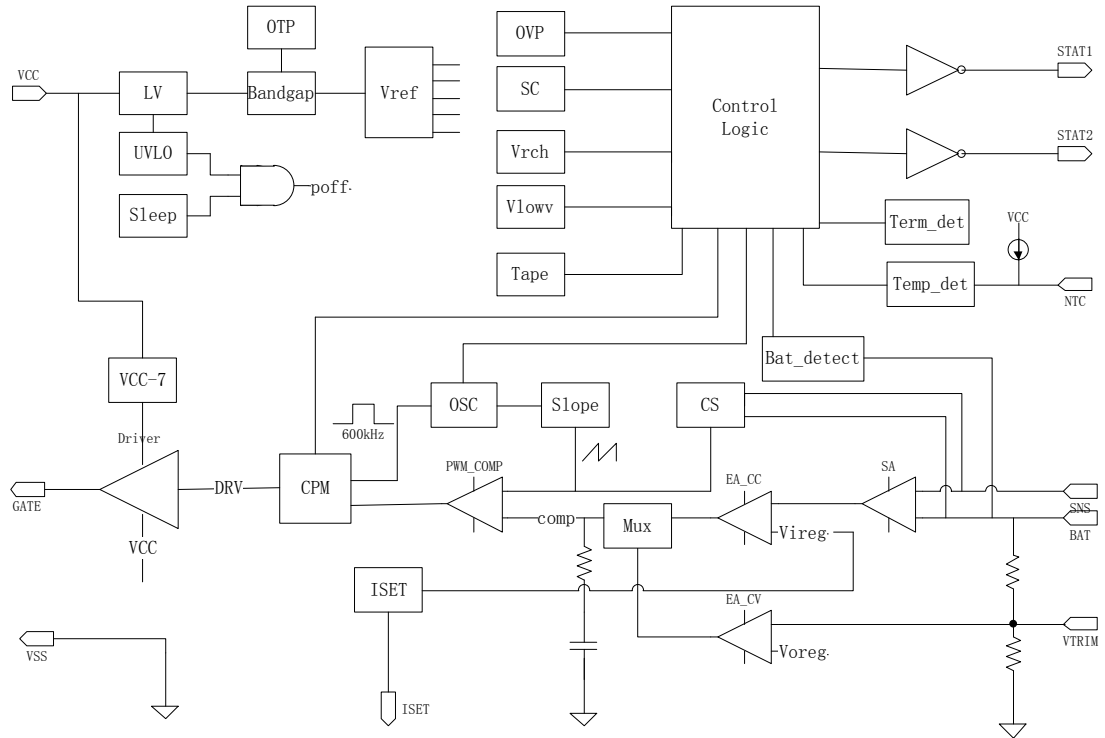 OTP
OVP
STAT1
VCC
LV
Bandgap
Vref
SC
Control
Logic
UVLO
Vrch
STAT2
poff.
Sleep
Vlowv
Term_det
VCC
Tape
Temp_det
NTC
VCC-7
Bat_detect
OSC
Slope
CS
600kHz
Driver
PWM_COMP
EA_CC
SA
GATE
DRV
CPM
SNS
comp
Mux
Vireg.
BAT
VCC
ISET
EA_CV
VTRIM
VSS
Voreg.
ISET